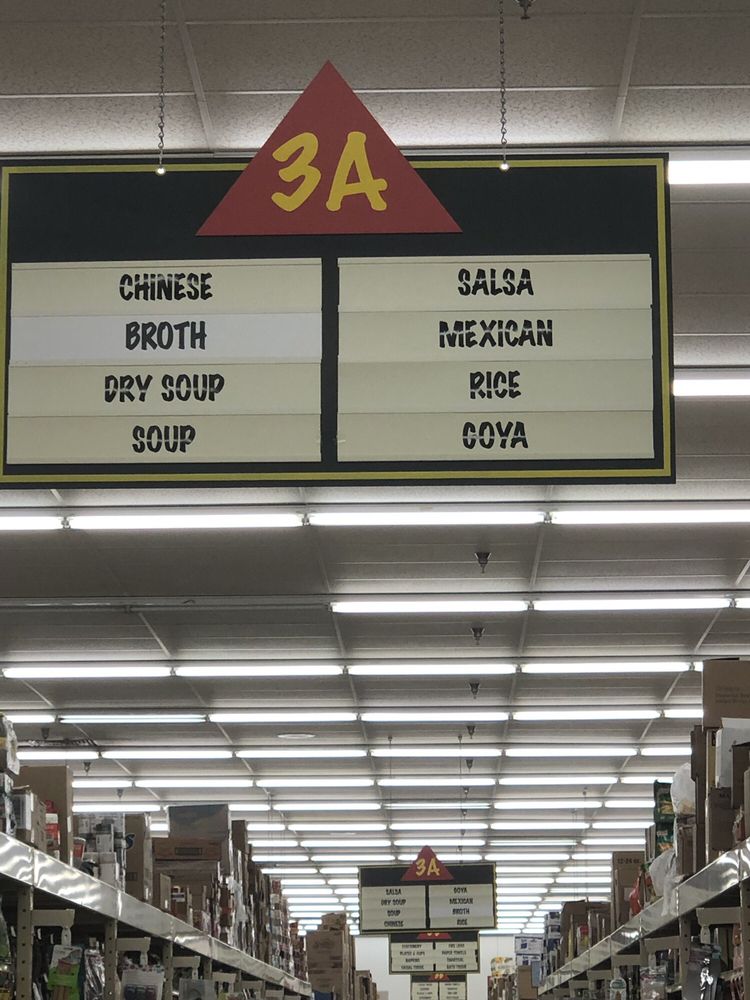 3A
CHINESE
BROTH
DRY SOUP
SOUP
SALSA
MEXICAN
RICE
GOYA
3A
SALSA
DRY SOUP
SOUP
CHINESE
GOYA
MEXICAN
BROTH
RICE